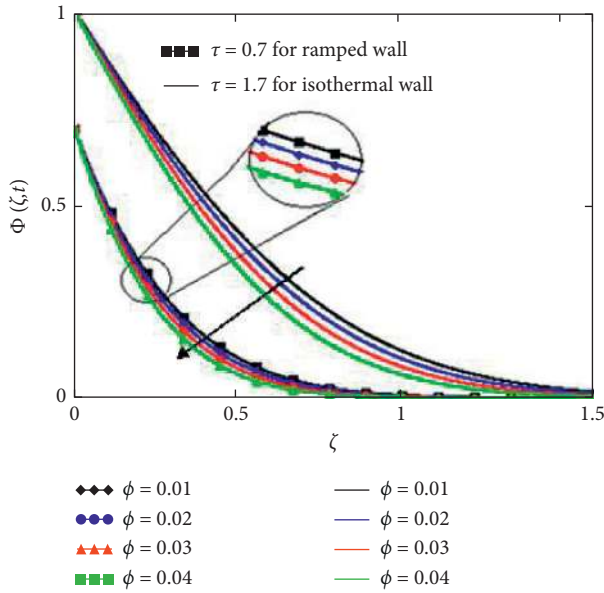 1
τ = 0.7 for ramped wall
τ = 1.7 for isothermal wall
Φ (ζ,t)
0.5
0
0
0.5
1
1.5
ζ
ϕ = 0.01
ϕ = 0.01
ϕ = 0.02
ϕ = 0.02
ϕ = 0.03
ϕ = 0.03
ϕ = 0.04
ϕ = 0.04